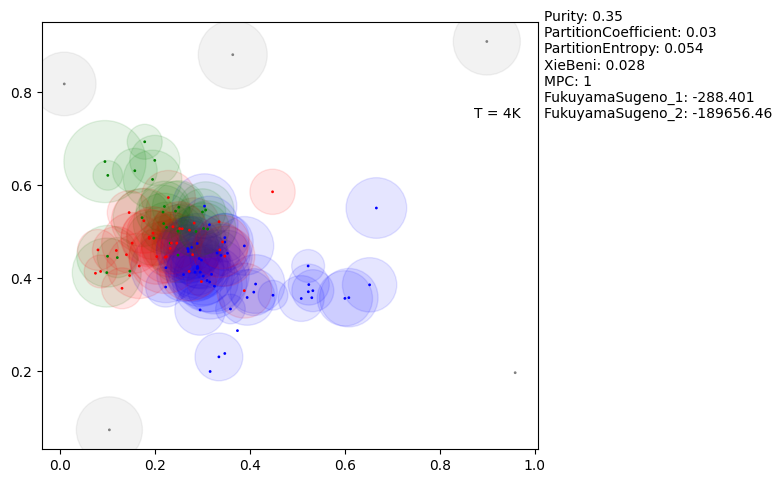 Purity: 0.35
PartitionCoefficient: 0.03
PartitionEntropy: 0.054
XieBeni: 0.028
MPC: 1
FukuyamaSugeno_1: -288.401
FukuyamaSugeno_2: -189656.46
T = 4K
0.8
0.6
0.4
0.2
0.0 0.2 0.4 0.6 0.8 1.0